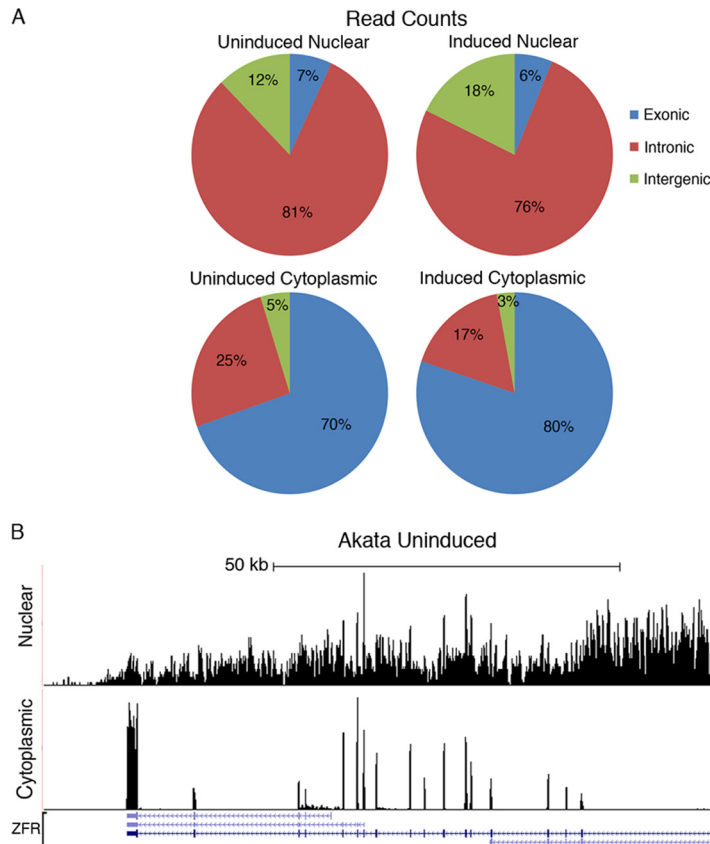 A
Read Counts
Uninduced Nuclear
Induced Nuclear
12%
7%
81%
18%
6%
76%
Exonic
Intronic
Intergenic
Uninduced Cytoplasmic
Induced Cytoplasmic
5%
25%
70%
3%
17%
80%
B
Akata Uninduced
50 kb
Nuclear
Cytoplasmic
ZFR